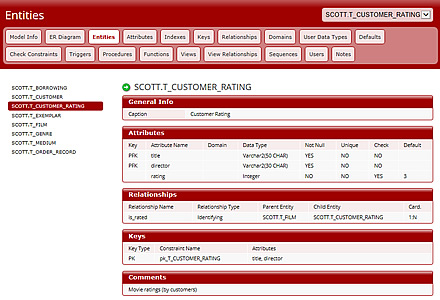 Entities
SCOTT.T_CUSTOMER_RATING
Model Info ER Diagram Entities Attributes Indexes Keys Relationships Domains User Data Types Defaults
Check Constraints Triggers Procedures Functions Views View Relationships Sequences Users Notes
SCOTT.T_BORROWING
SCOTT.T_CUSTOMER
SCOTT.T_CUSTOMER_RATING
SCOTT.T_EXEMPLAR
SCOTT.T_FILM
SCOTT.T_GENRE
SCOTT.T_MEDIUM
SCOTT.T_ORDER_RECORD
SCOTT.T_CUSTOMER_RATING
General Info
Caption Customer Rating
Attributes
Key Attribute Name Domain Data Type Not Null Unique Check Default
PFK title Varchar2(50 CHAR) YES NO NO
PFK director Varchar2(30 CHAR) YES NO NO
rating Integer NO NO YES 5
Relationships
Relationship Name Relationship Type Parent Entity Child Entity Card.
is_rated Identifying SCOTT.T_FILM SCOTT.T_CUSTOMER_RATING 1:N
Keys
Key Type Constraint Name Attributes
PK pk_T_CUSTOMER_RATING title, director
Comments
Movie ratings (by customers)